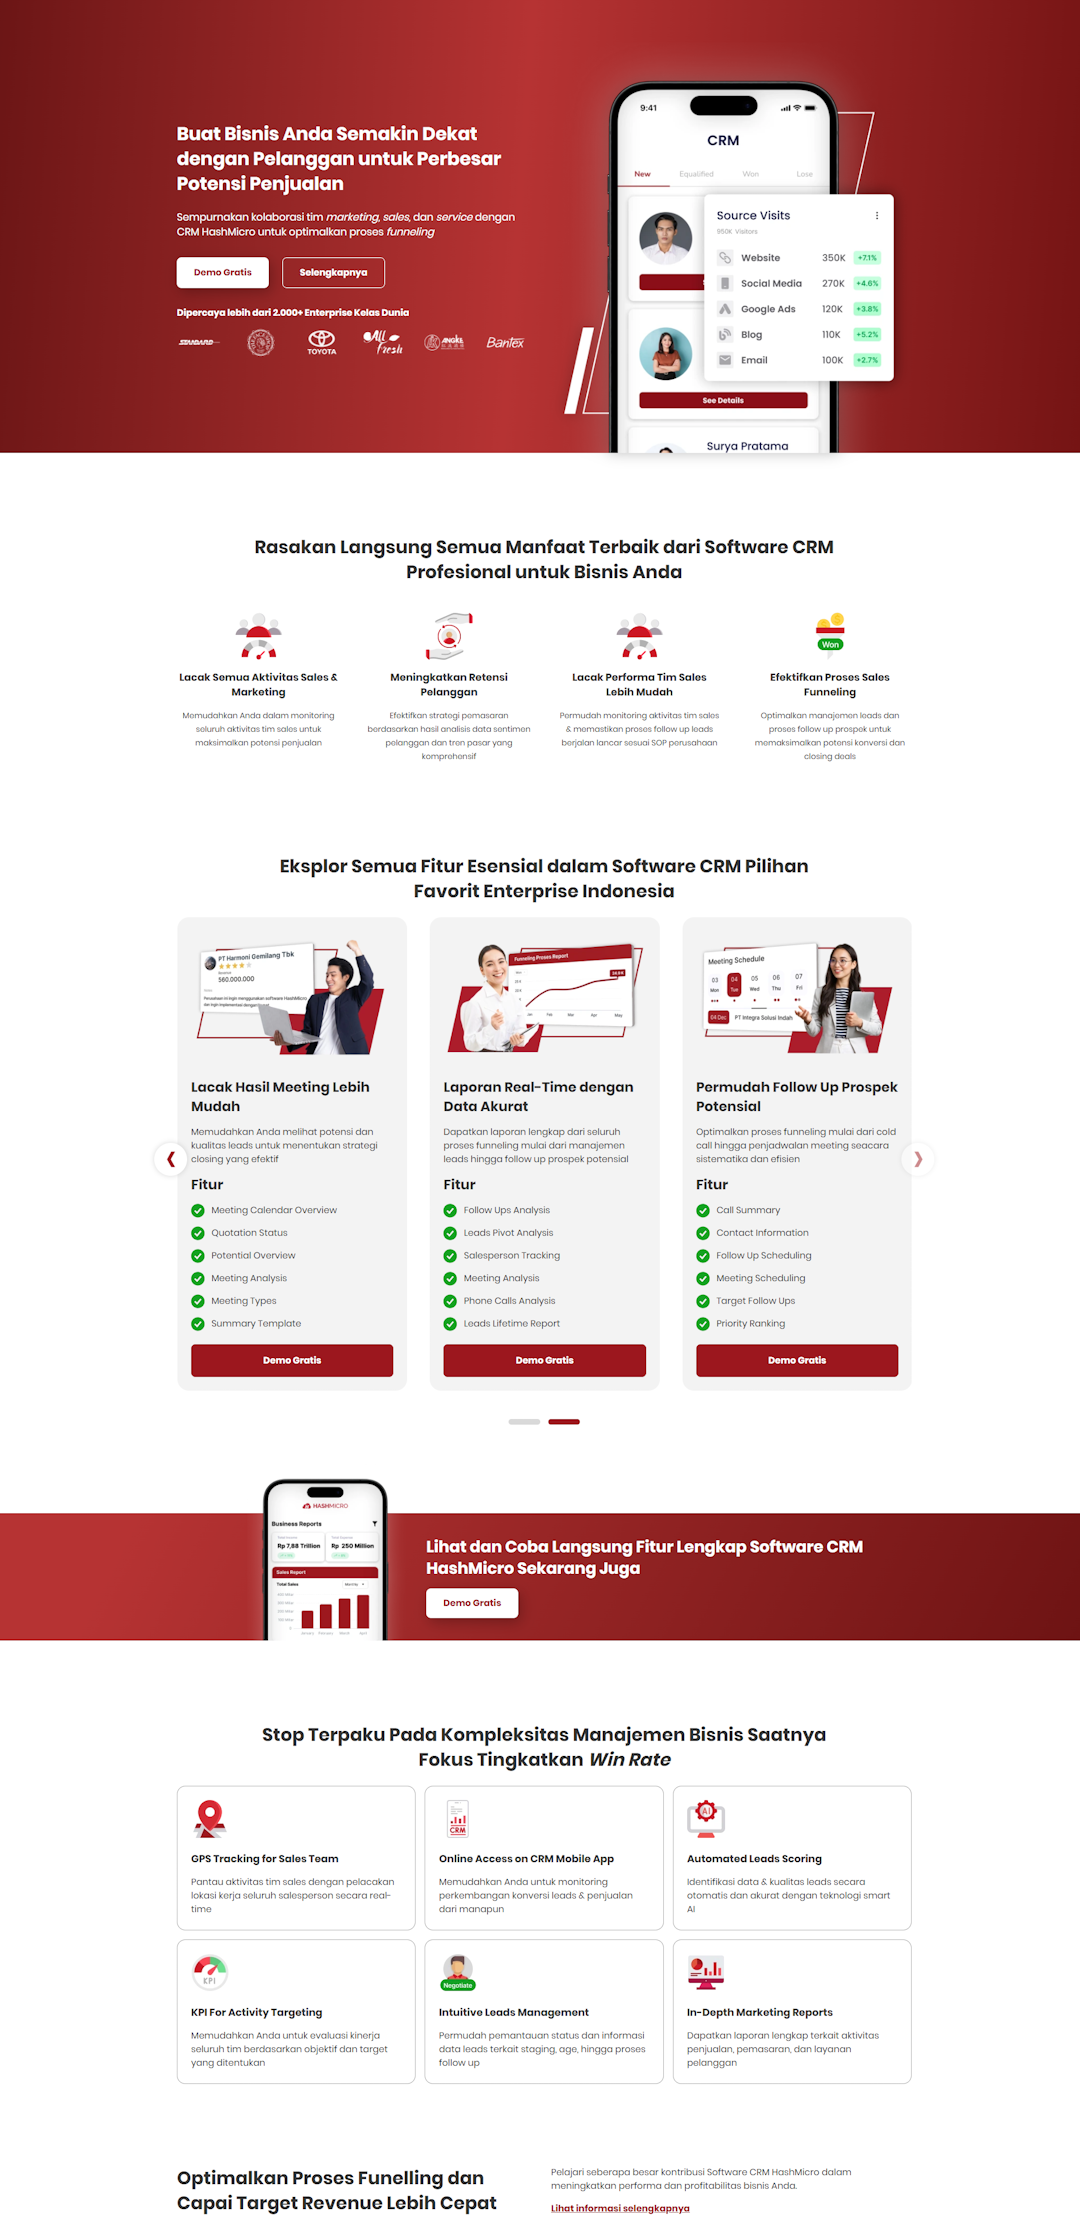 Buat Bisnis Anda Semakin Dekat
dengan Pelanggan untuk Perbesar
Potensi Penjualan
Sempurnakan kolaborasi tim marketing, sales, dan service dengan
CRM HashMicro untuk optimalkan proses funneling
Demo Gratis
Selengkapnya
Dipercaya lebih dari 2.000+ Enterprise Kelas Dunia
STANDARD
TOYOTA
All Fresh
Bantex
9:41
CRM
New
Equalified
Won
Lose
Source Visits
950K Visitors
Website 350K +7.1%
Social Media 270K +4.6%
Google Ads 120K +3.8%
Blog 110K +5.2%
Email 100K +2.7%
See Details
Surya Pratama
Rasakan Langsung Semua Manfaat Terbaik dari Software CRM
Profesional untuk Bisnis Anda
Lacak Semua Aktivitas Sales &
Marketing
Memudahkan Anda dalam monitoring
seluruh aktivitas tim sales untuk
maksimalkan potensi penjualan
Meningkatkan Retensi
Pelanggan
Efektifkan strategi pemasaran
berdasarkan hasil analisis data sentimen
pelanggan dan tren pasar yang
komprehensif
Lacak Performa Tim Sales
Lebih Mudah
Permudah monitoring aktivitas tim sales
& memastikan proses follow up leads
berjalan lancar sesuai SOP perusahaan
Won
Efektifkan Proses Sales
Funneling
Optimalkan manajemen leads dan
proses follow up prospek untuk
memaksimalkan potensi konversi dan
closing deals
Eksplor Semua Fitur Esensial dalam Software CRM Pilihan
Favorit Enterprise Indonesia
PT Harmoni Gemilang Tbk
560.000.000
Perusahaan ini ingin menggunakan software HashMicro
Lacak Hasil Meeting Lebih
Mudah
Memudahkan Anda melihat potensi dan
kualitas leads untuk menentukan strategi
closing yang efektif
Fitur
Meeting Calendar Overview
Quotation Status
Potential Overview
Meeting Analysis
Meeting Types
Summary Template
Demo Gratis
Funneling Proses Report
Jan
Feb
Mar
Apr
May
Laporan Real-Time dengan
Data Akurat
Dapatkan laporan lengkap dari seluruh
proses funneling mulai dari manajemen
leads hingga follow up prospek potensial
Fitur
Follow Ups Analysis
Leads Pivot Analysis
Salesperson Tracking
Meeting Analysis
Phone Calls Analysis
Leads Lifetime Report
Demo Gratis
Meeting Schedule
03 04 05 06 07
Mon Tue Wed Thu Fri
04 Dec
PT Integra Solusi Indah
Permudah Follow Up Prospek
Potensial
Optimalkan proses funneling mulai dari cold
call hingga penjadwalan meeting seacara
sistematika dan efisien
Fitur
Call Summary
Contact Information
Follow Up Scheduling
Meeting Scheduling
Target Follow Ups
Priority Ranking
Demo Gratis
HASHMICRO
Business Reports
Rp 7,88 Trillion
Rp 250 Million
Sales Report
Total Sales
Monthly
Lihat dan Coba Langsung Fitur Lengkap Software CRM
HashMicro Sekarang Juga
Demo Gratis
Stop Terpaku Pada Kompleksitas Manajemen Bisnis Saatnya
Fokus Tingkatkan Win Rate
GPS Tracking for Sales Team
Pantau aktivitas tim sales dengan pelacakan
lokasi kerja seluruh salesperson secara real-
time
CRM
Online Access on CRM Mobile App
Memudahkan Anda untuk monitoring
perkembangan konversi leads & penjualan
dari manapun
AI
Automated Leads Scoring
Identifikasi data & kualitas leads secara
otomatis dan akurat dengan teknologi smart
AI
KPI
KPI For Activity Targeting
Memudahkan Anda untuk evaluasi kinerja
seluruh tim berdasarkan objektif dan target
yang ditentukan
Negotiate
Intuitive Leads Management
Permudah pemantauan status dan informasi
data leads terkait staging, age, hingga proses
follow up
In-Depth Marketing Reports
Dapatkan laporan lengkap terkait aktivitas
penjualan, pemasaran, dan layanan
pelanggan
Optimalkan Proses Funelling dan
Capai Target Revenue Lebih Cepat
Pelajari seberapa besar kontribusi Software CRM HashMicro dalam
meningkatkan performa dan profitabilitas bisnis Anda.
Lihat informasi selengkapnya